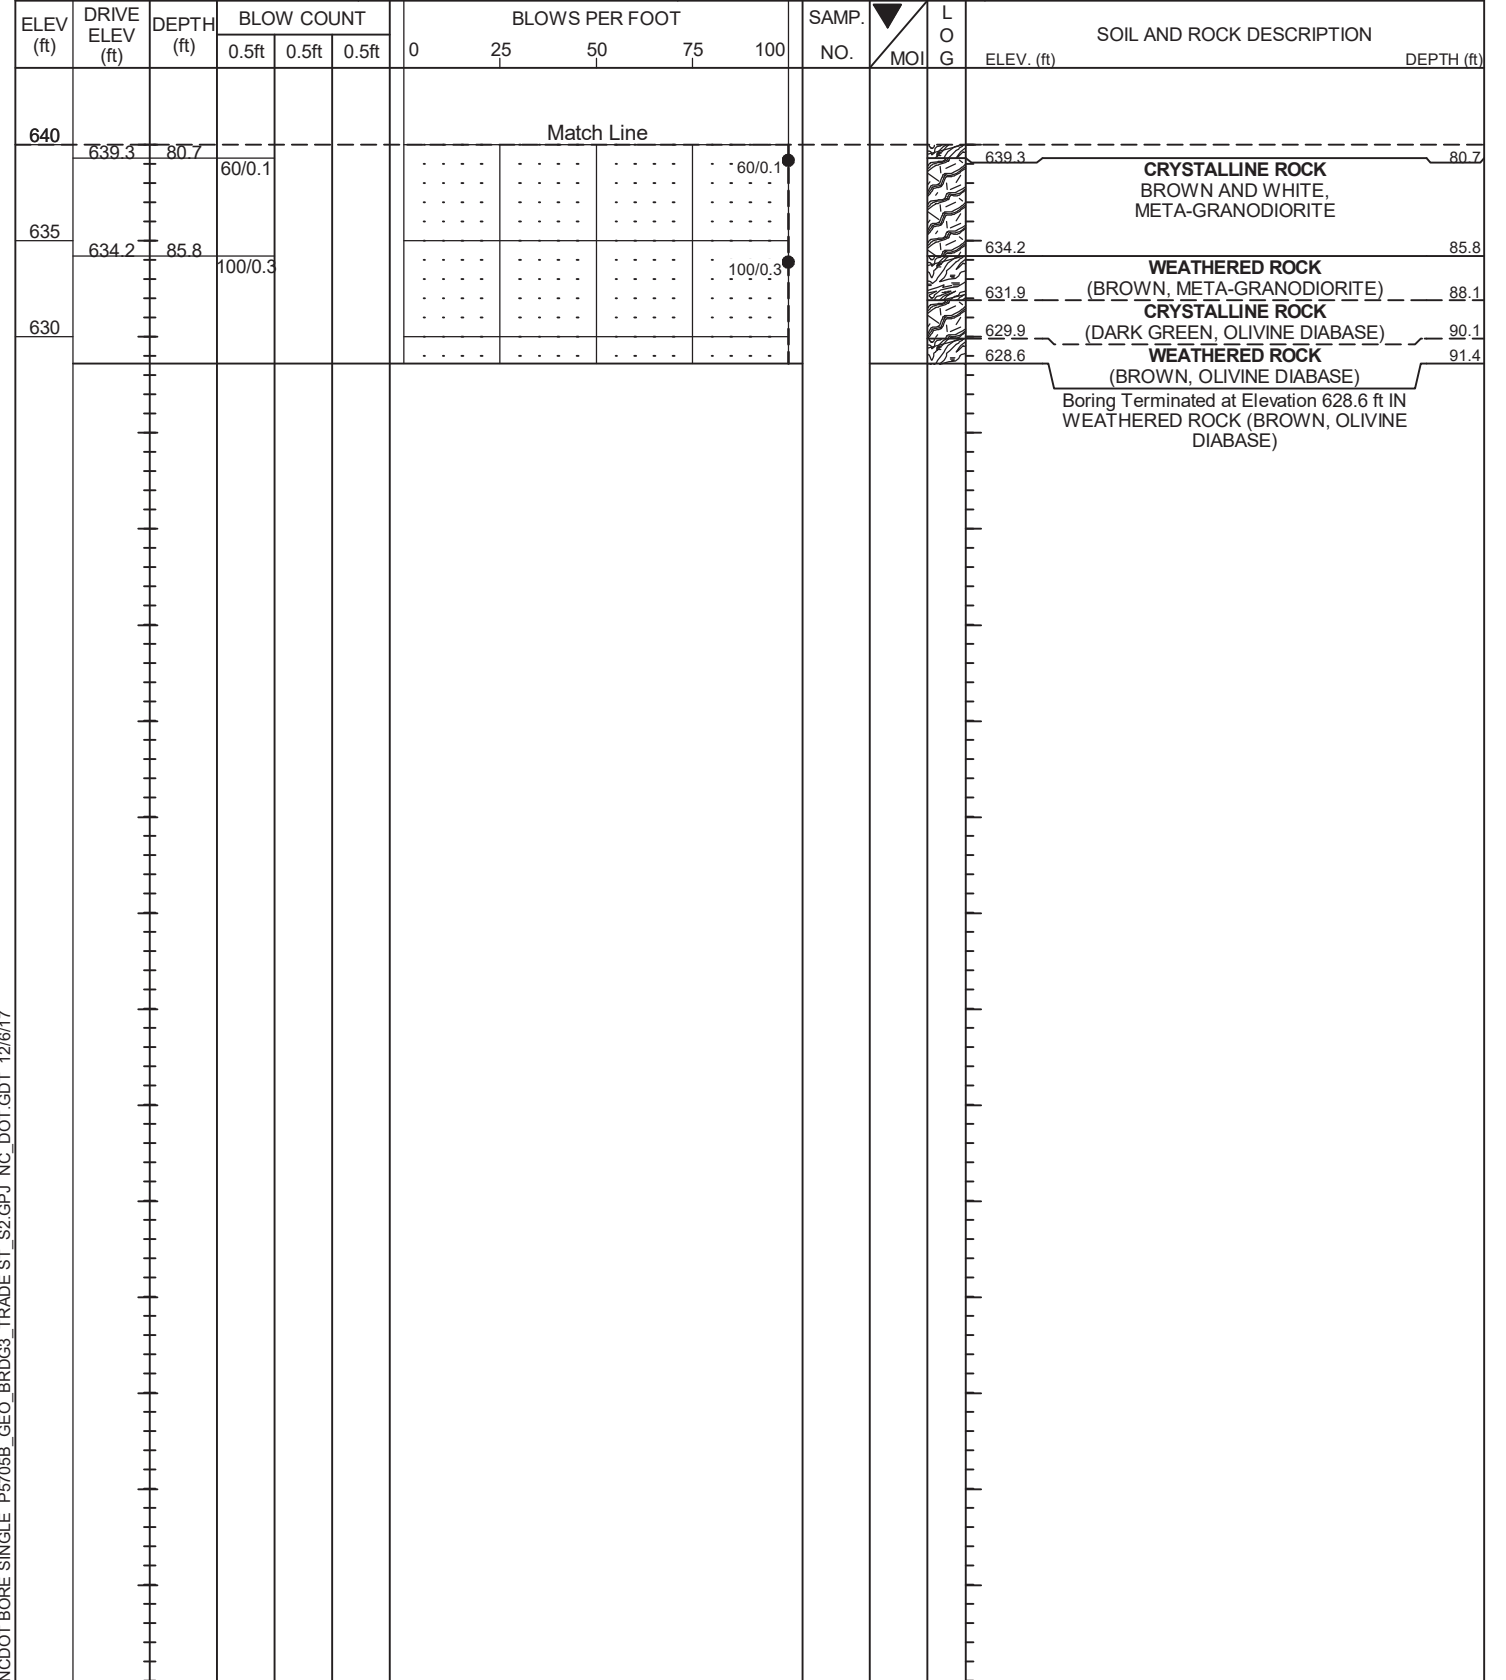 ELEV (ft)
DRIVE ELEV (ft)
DEPTH (ft)
BLOW COUNT
0.5ft 0.5ft 0.5ft
BLOWS PER FOOT
0 25 50 75 100
SAMP. NO.
MOI
L O G
SOIL AND ROCK DESCRIPTION
ELEV. (ft) DEPTH (ft)
640
Match Line
639.3 80.7
60/0.1
60/0.1
639.3 80.7
CRYSTALLINE ROCK
BROWN AND WHITE,
META-GRANODIORITE
635
634.2 85.8
100/0.3
100/0.3
634.2 85.8
WEATHERED ROCK
(BROWN, META-GRANODIORITE)
631.9 88.1
CRYSTALLINE ROCK
630
629.9 (DARK GREEN, OLIVINE DIABASE) 90.1
628.6 WEATHERED ROCK 91.4
(BROWN, OLIVINE DIABASE)
Boring Terminated at Elevation 628.6 ft IN
WEATHERED ROCK (BROWN, OLIVINE
DIABASE)
NCDOT BORE SINGLE P5705B_GEO_BRDG3_TRADE ST_S2.GPJ NC_DOT.GDT 12/6/17